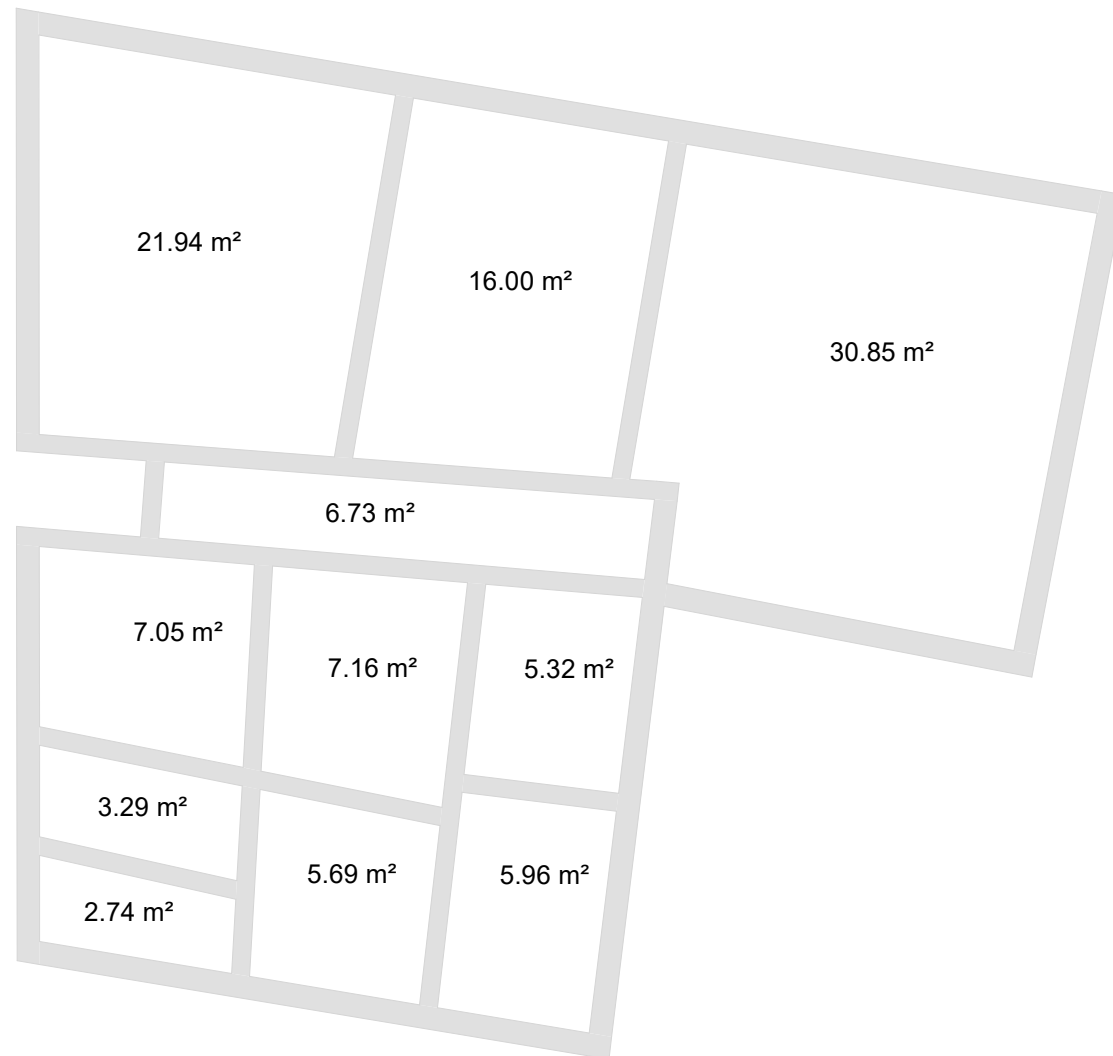 21.94 m²
16.00 m²
30.85 m²
6.73 m²
7.05 m²
7.16 m²
5.32 m²
3.29 m²
5.69 m²
5.96 m²
2.74 m²